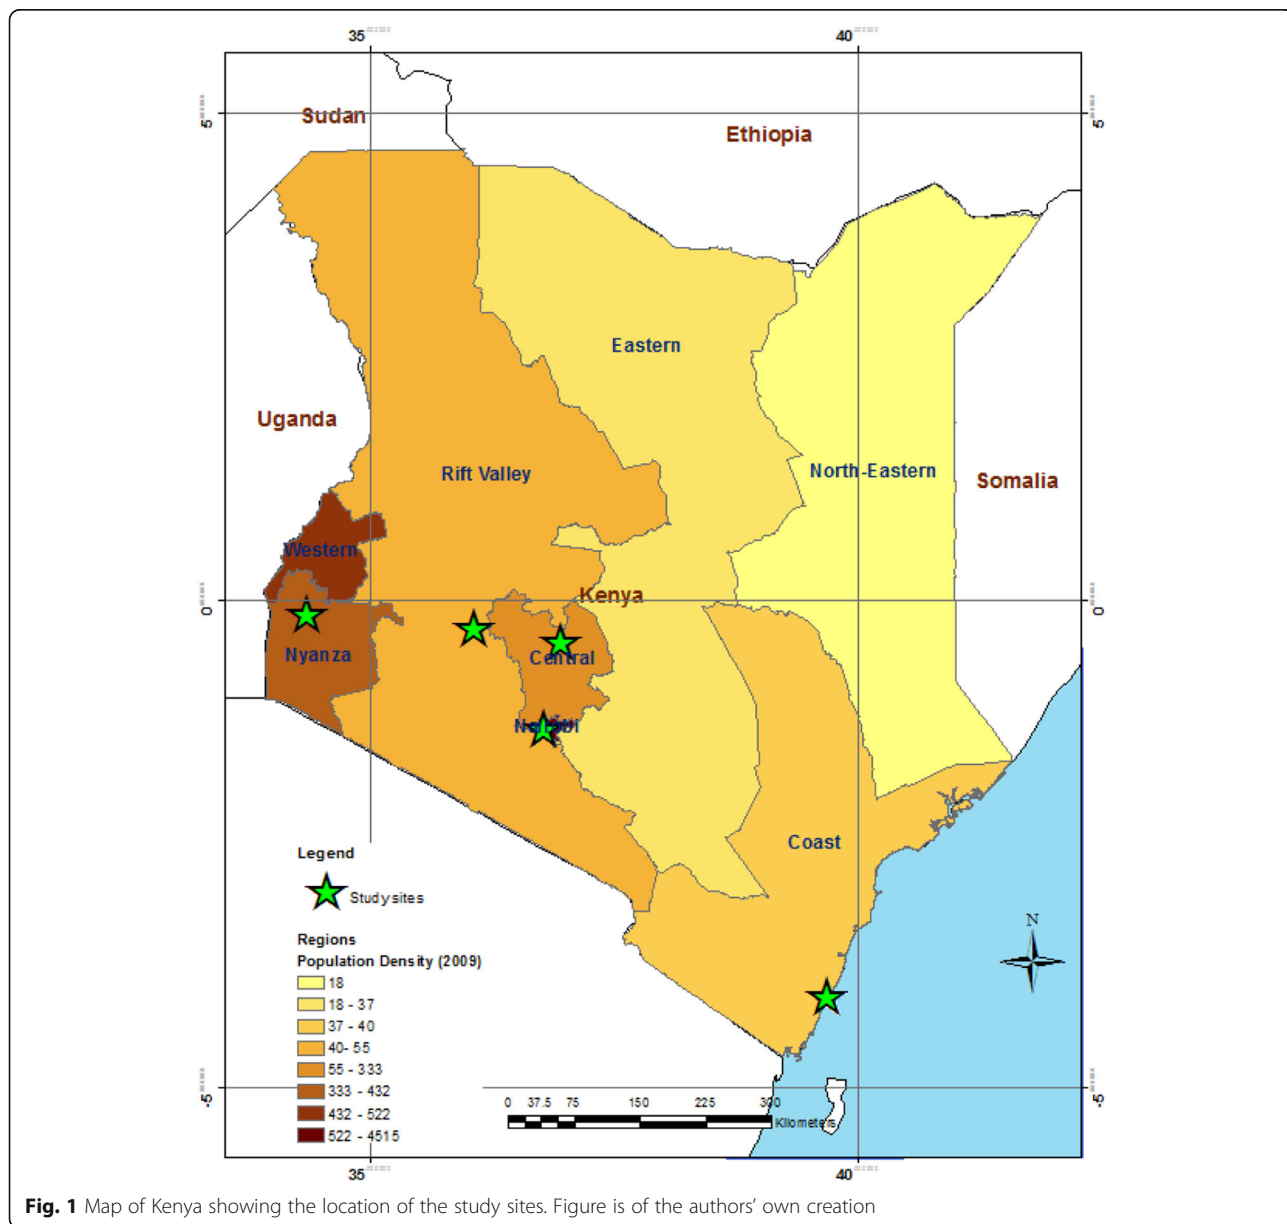 35
40
5
5
Sudan
Ethiopia
Eastern
Uganda
North-Eastern
Rift Valley
Somalia
Western
Kenya
0
0
Nyanza
Central
Nairobi
Coast
Legend
Study sites
Regions
Population Density (2009)
18
18 - 37
37 - 40
40- 55
55 - 333
333 - 432
432 - 522
522 - 4515
N
0 37.5 75 150 225 300
Kilometers
-5
-5
35
40
Fig. 1 Map of Kenya showing the location of the study sites. Figure is of the authors’ own creation